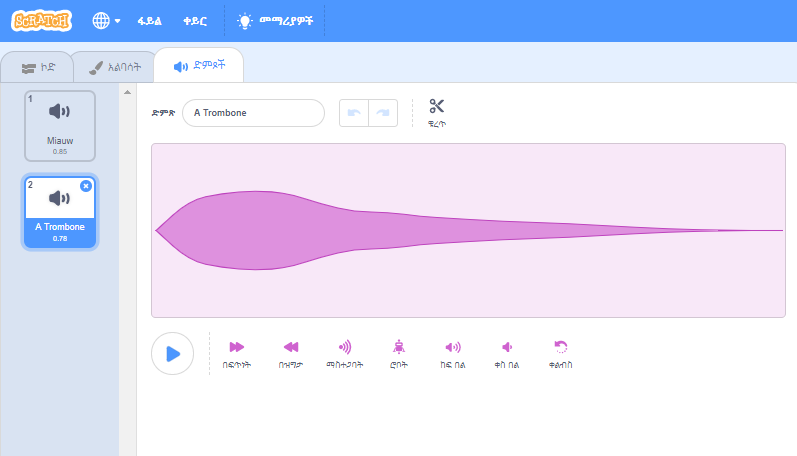 SCRATCH
ፋይል ቀይር መማሪያዎች
ኮድ አልባሳት ድምጾች
1
Miauw
0.85
2
A Trombone
0.78
ድምጽ A Trombone
ቁረጥ
በፍጥነት በዝግታ ማስተጋባት ሮቦት ከፍ በል ቀስ በል ቀልብስ